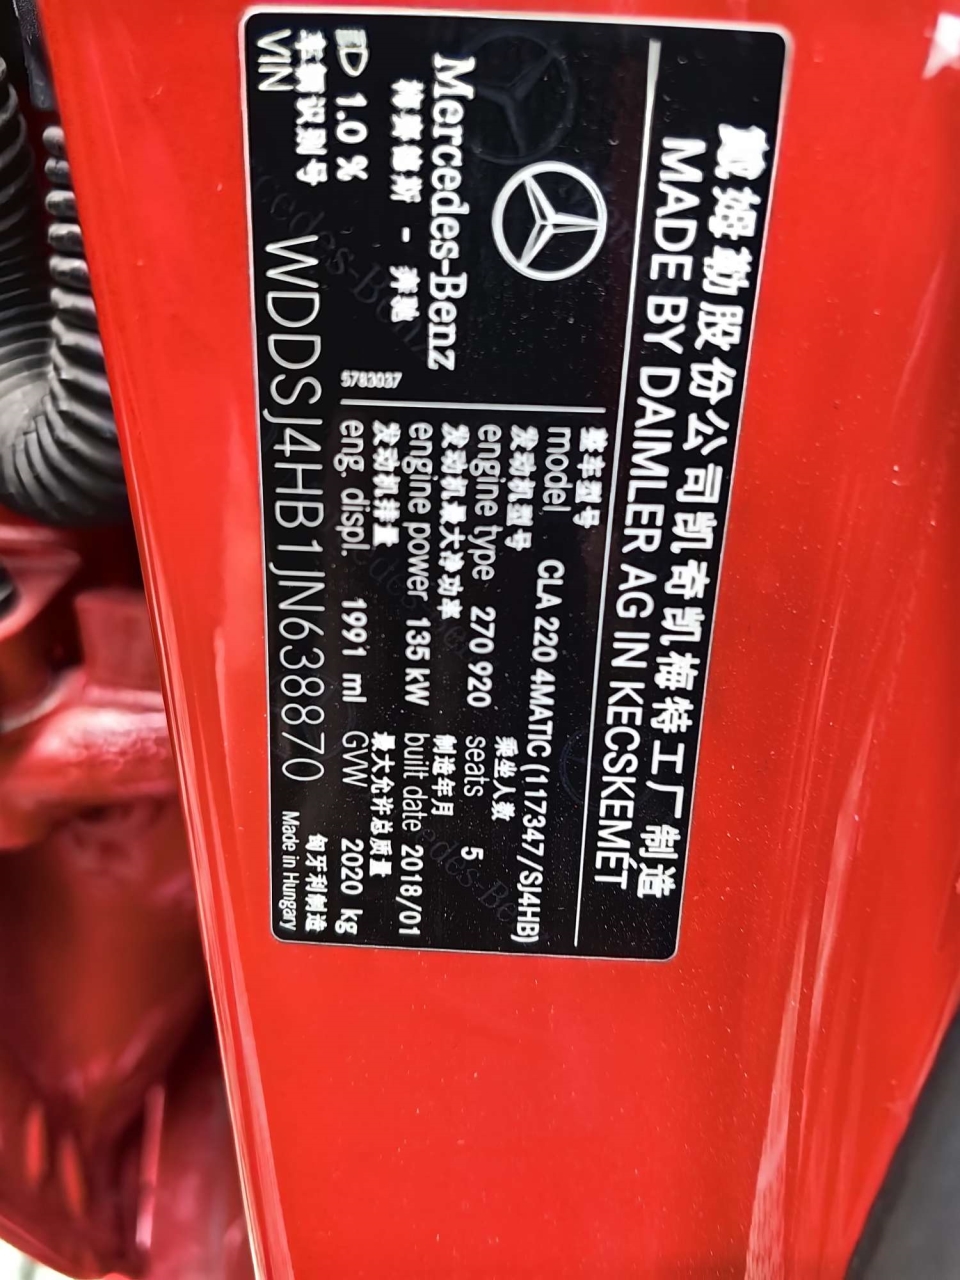 戴姆勒股份公司凯奇凯梅特工厂制造
MADE BY DAIMLER AG IN KECSKEMÉT
Mercedes-Benz
梅赛德斯 - 奔驰
1.0 %
5783037
整车型号
model CLA 220 4MATIC (117347/SJ4HB)
发动机型号 乘坐人数
engine type 270 920 seats 5
发动机最大净功率 制造年月
engine power 135 kW built date 2018/01
发动机排量 最大允许总质量
eng. displ. 1991 ml GVW 2020 kg
车辆识别号 匈牙利制造
VIN WDDSJ4HB1JN638870 Made in Hungary